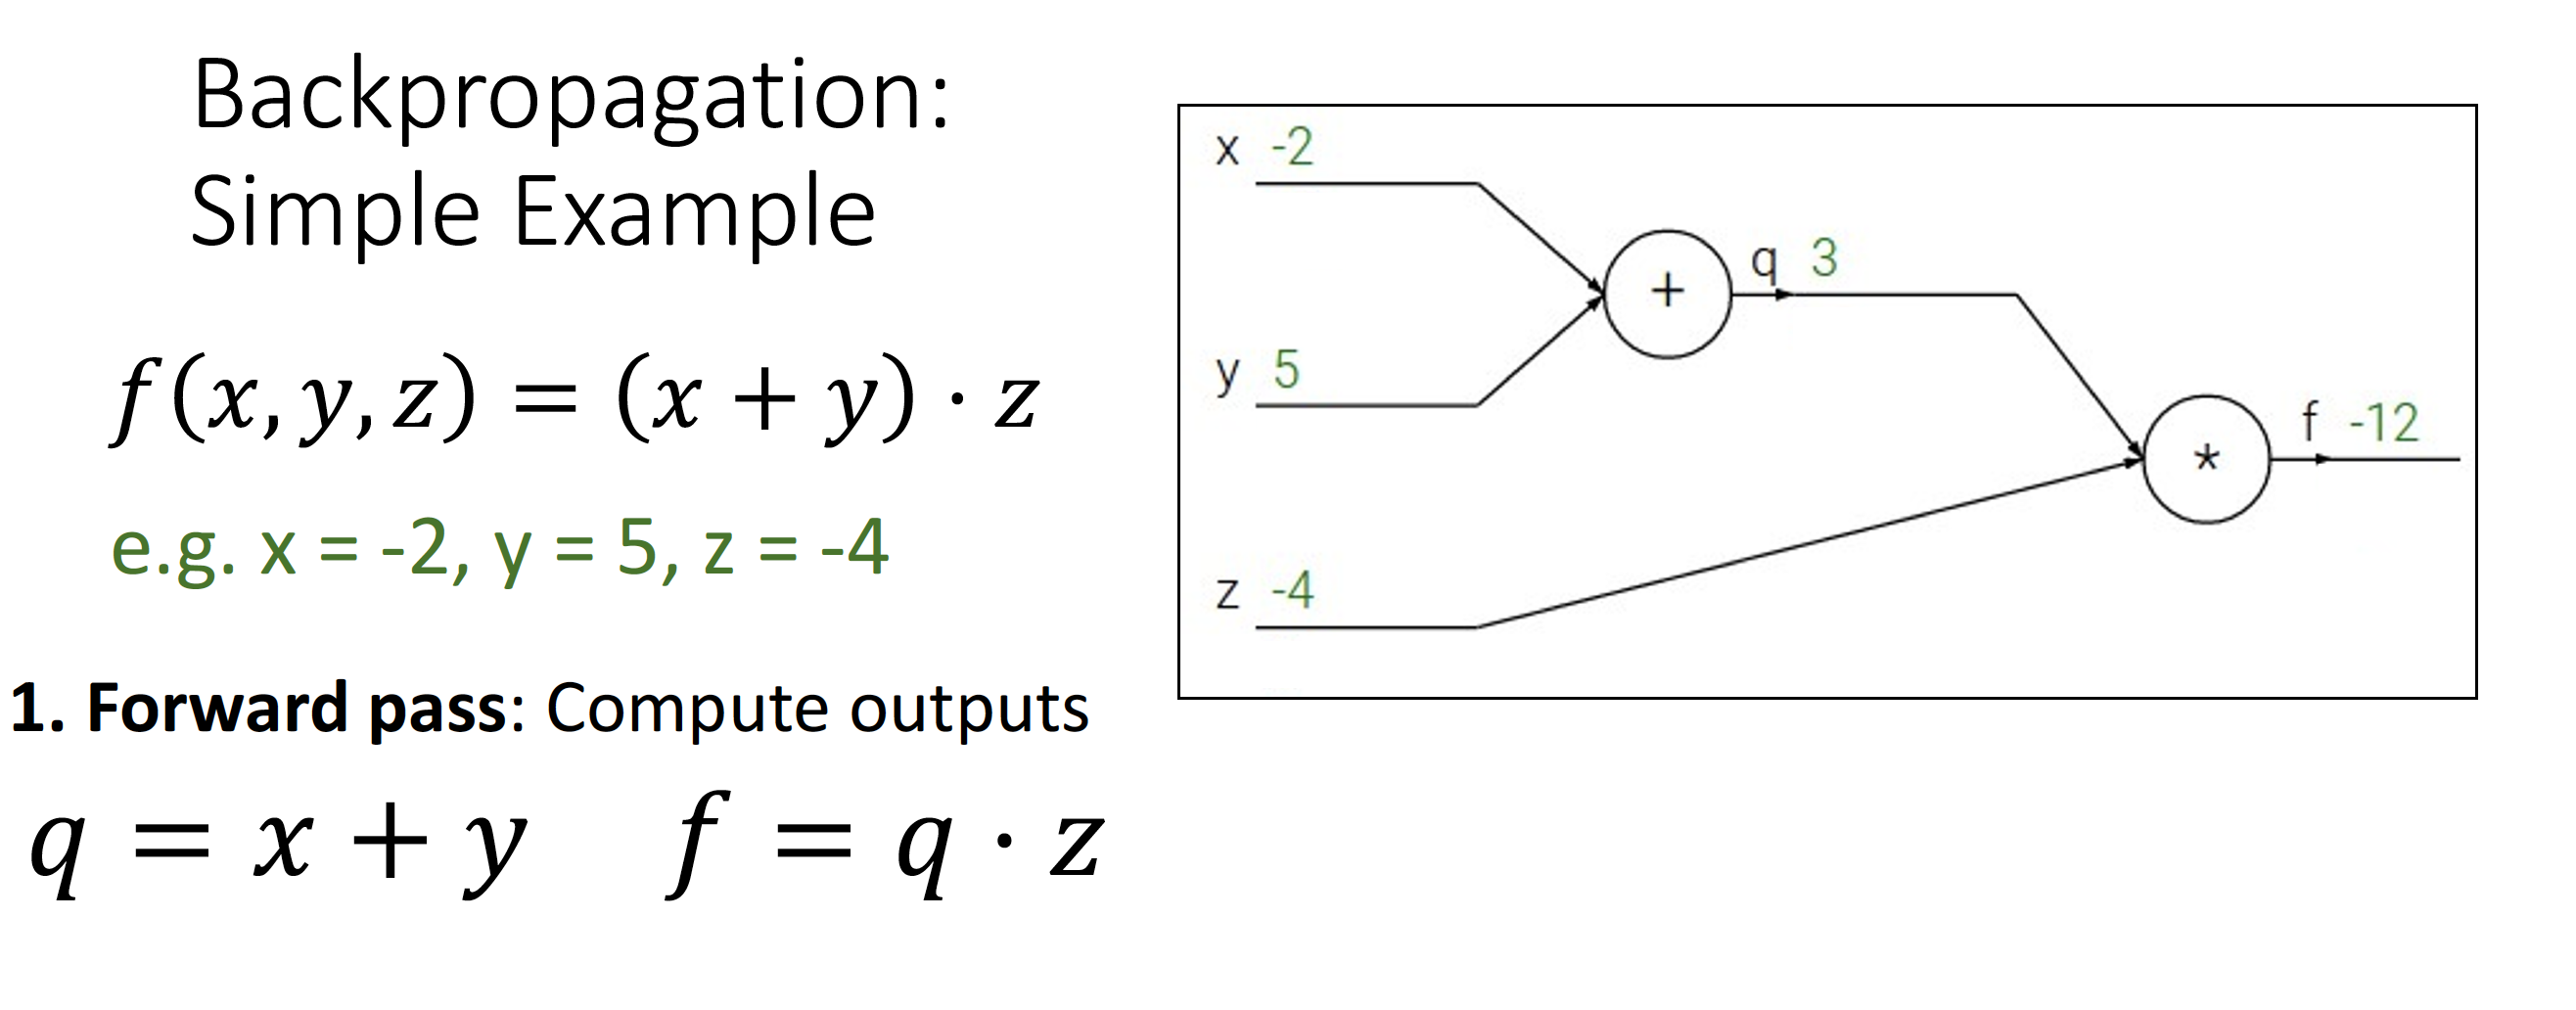 Backpropagation:
Simple Example
f(x, y, z) = (x + y) · z
e.g. x = -2, y = 5, z = -4
1. Forward pass: Compute outputs
q = x + y f = q · z
x -2
y 5
z -4
+
q 3
*
f -12